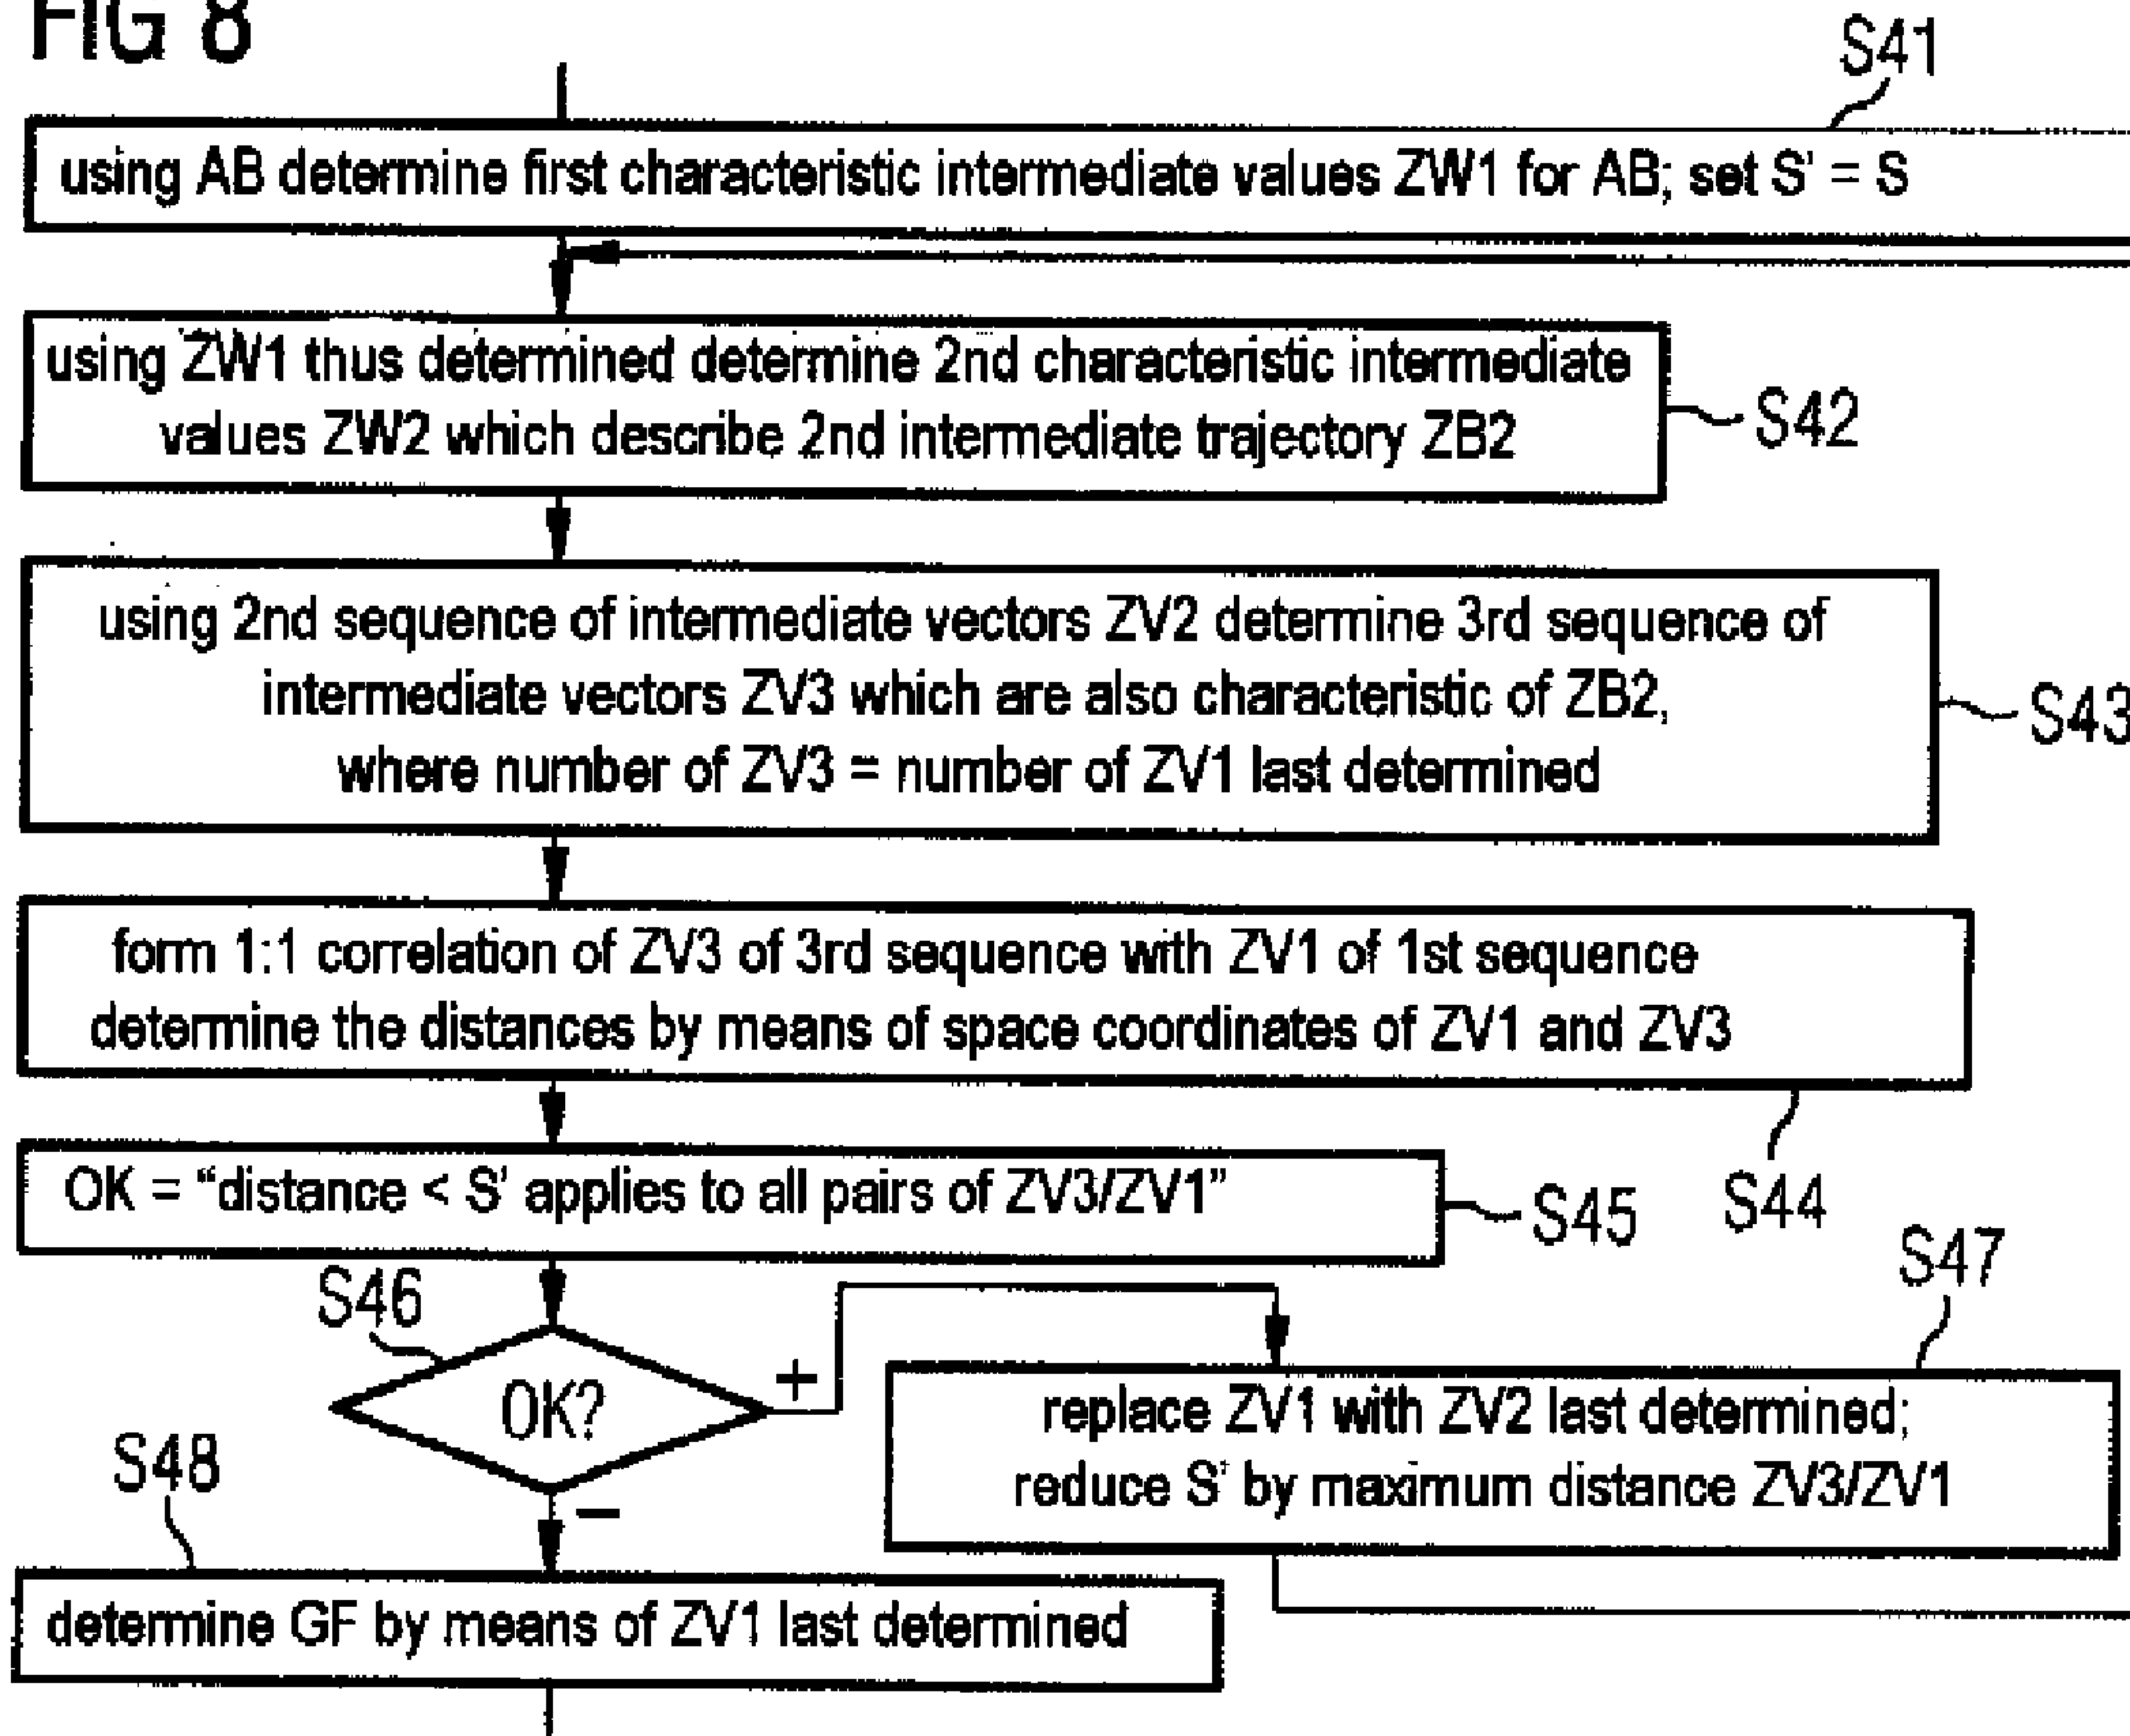 FIG 8
S41
using AB determine first characteristic intermediate values ZW1 for AB; set S' = S
using ZW1 thus determined determine 2nd characteristic intermediate
values ZW2 which describe 2nd intermediate trajectory ZB2
S42
using 2nd sequence of intermediate vectors ZV2 determine 3rd sequence of
intermediate vectors ZV3 which are also characteristic of ZB2,
where number of ZV3 = number of ZV1 last determined
S43
form 1:1 correlation of ZV3 of 3rd sequence with ZV1 of 1st sequence
determine the distances by means of space coordinates of ZV1 and ZV3
S44
OK = “distance < S' applies to all pairs of ZV3/ZV1”
S45
S46
OK?
+
−
S47
replace ZV1 with ZV2 last determined;
reduce S' by maximum distance ZV3/ZV1
S48
determine GF by means of ZV1 last determined